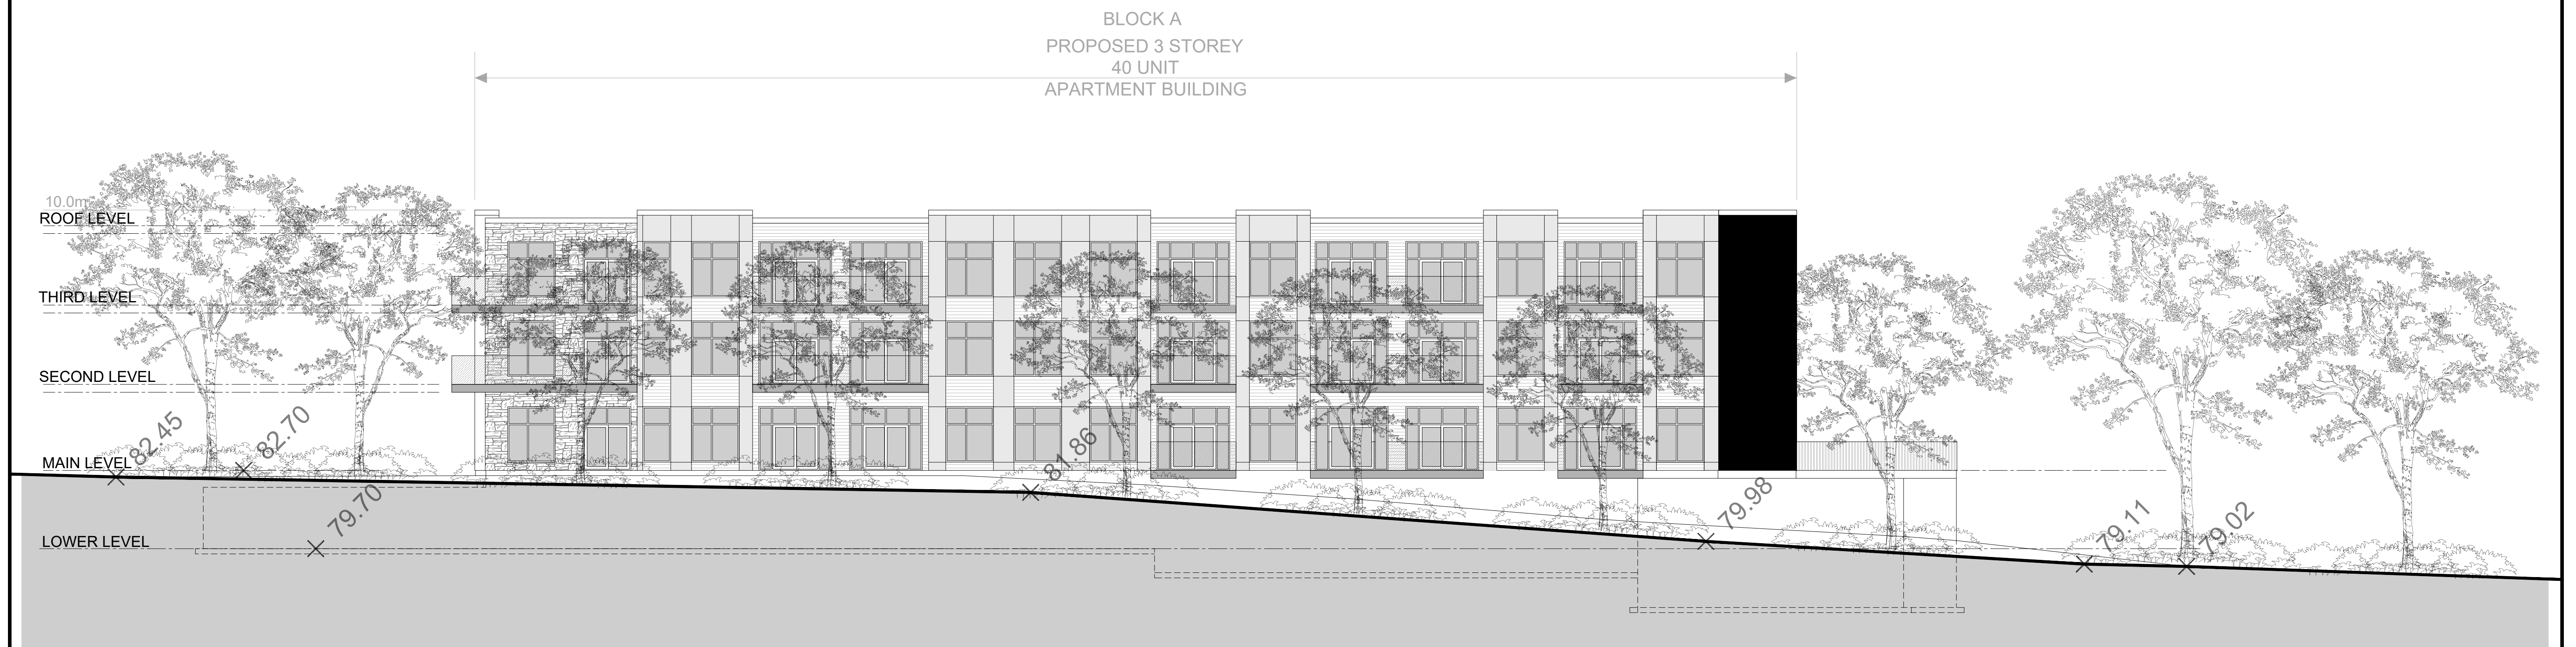 BLOCK A
PROPOSED 3 STOREY
40 UNIT
APARTMENT BUILDING
10.0m
ROOF LEVEL
THIRD LEVEL
SECOND LEVEL
MAIN LEVEL
LOWER LEVEL
82.45
82.70
79.70
81.86
79.98
79.11
79.02